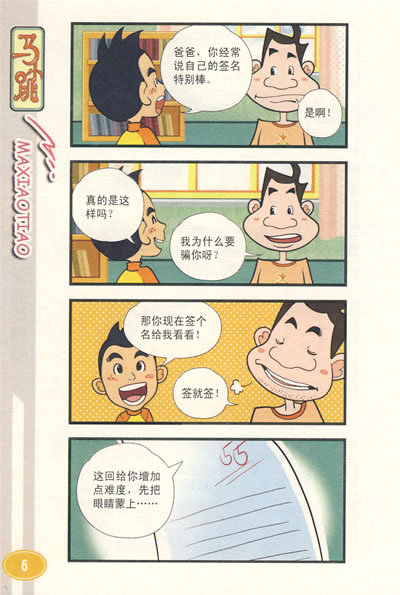 马小跳
MAXIAOTIAO
爸爸,你经常
说自己的签名
特别棒。
是啊!
真的是这
样吗?
我为什么要
骗你呀?
那你现在签个
名给我看看!
签就签!
55
这回给你增加
点难度,先把
眼睛蒙上……
6